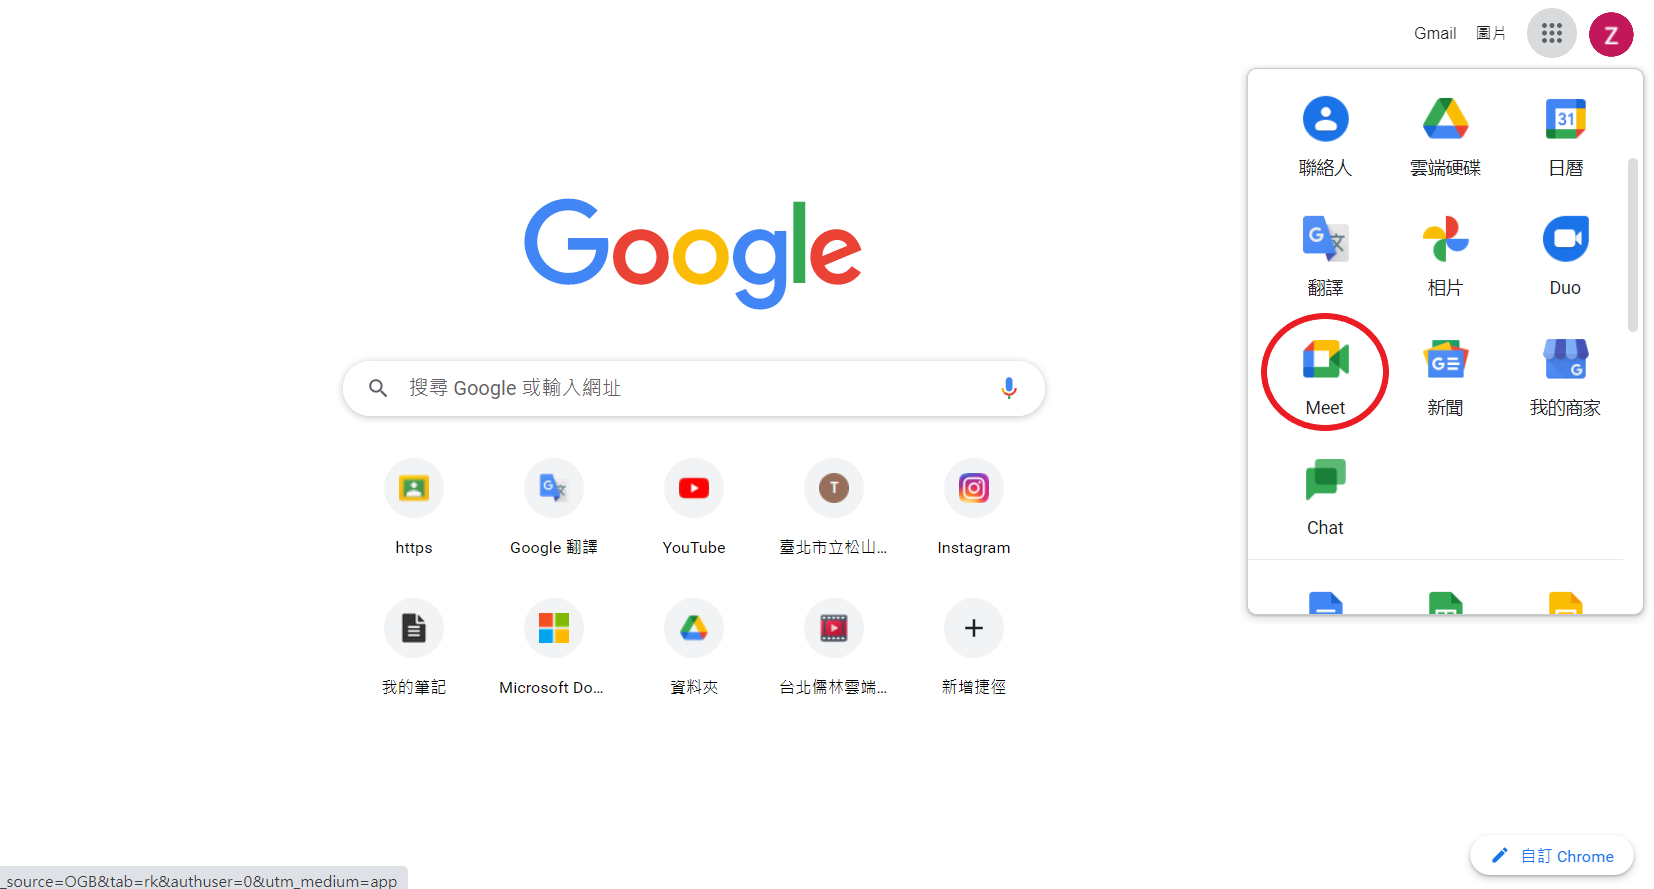 Gmail
圖片
Z
聯絡人
雲端硬碟
31
日曆
G
文
翻譯
相片
Duo
Meet
GE
新聞
G
我的商家
Chat
Google
搜尋 Google 或輸入網址
https
G
文
Google 翻譯
YouTube
T
臺北市立松山...
Instagram
我的筆記
Microsoft Do...
資料夾
台北儒林雲端...
新增捷徑
自訂 Chrome
_source=OGB&tab=rk&authuser=0&utm_medium=app